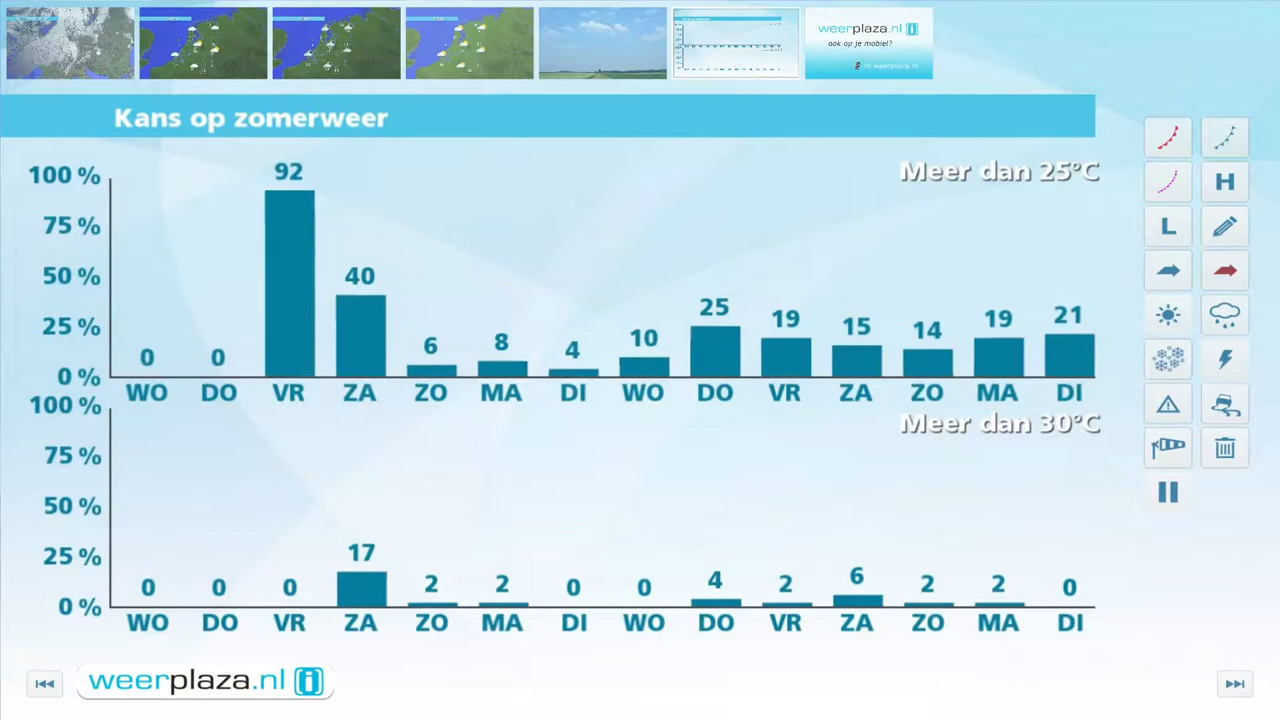 weerplaza.nl
ook op je mobiel?
m.weerplaza.nl
Kans op zomerweer
Meer dan 25°C
100 %
75 %
50 %
25 %
0 %
0 0 92 40 6 8 4 10 25 19 15 14 19 21
WO DO VR ZA ZO MA DI WO DO VR ZA ZO MA DI
Meer dan 30°C
100 %
75 %
50 %
25 %
0 %
0 0 0 17 2 2 0 0 4 2 6 2 2 0
WO DO VR ZA ZO MA DI WO DO VR ZA ZO MA DI
H
L
weerplaza.nl